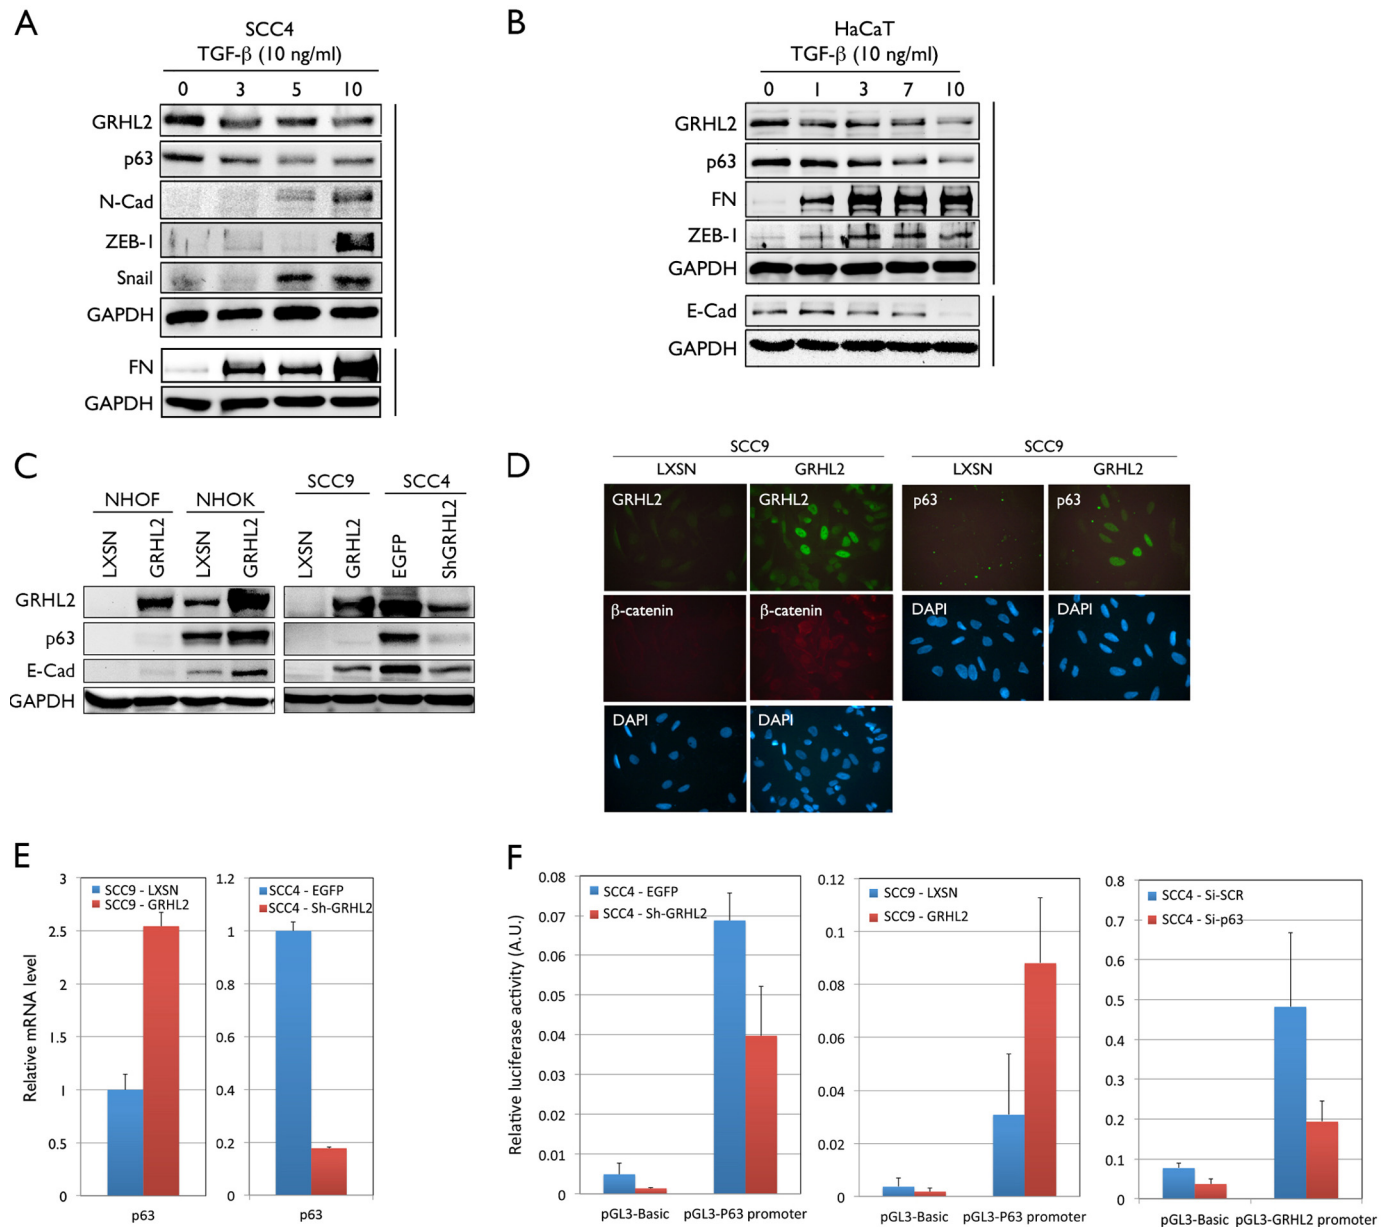 A
SCC4
TGF-β (10 ng/ml)
0 3 5 10
GRHL2
p63
N-Cad
ZEB-1
Snail
GAPDH
FN
GAPDH
B
HaCaT
TGF-β (10 ng/ml)
0 1 3 7 10
GRHL2
p63
FN
ZEB-1
GAPDH
E-Cad
GAPDH
C
NHOF NHOK SCC9 SCC4
LXSN GRHL2 LXSN GRHL2 LXSN GRHL2 EGFP ShGRHL2
GRHL2
p63
E-Cad
GAPDH
D
SCC9 SCC9
LXSN GRHL2 LXSN GRHL2
GRHL2 GRHL2 p63 p63
β-catenin β-catenin DAPI DAPI
DAPI DAPI
E
Relative mRNA level
3
2.5
2
1.5
1
0.5
0
SCC9 - LXSN
SCC9 - GRHL2
p63
1.2
1
0.8
0.6
0.4
0.2
0
SCC4 - EGFP
SCC4 - Sh-GRHL2
p63
F
Relative luciferase activity (A.U.)
0.08
0.07
0.06
0.05
0.04
0.03
0.02
0.01
0
SCC4 - EGFP
SCC4 - Sh-GRHL2
pGL3-Basic pGL3-P63 promoter
0.12
0.1
0.08
0.06
0.04
0.02
0
SCC9 - LXSN
SCC9 - GRHL2
pGL3-Basic pGL3-P63 promoter
0.8
0.7
0.6
0.5
0.4
0.3
0.2
0.1
0
SCC4 - Si-SCR
SCC4 - Si-p63
pGL3-Basic pGL3-GRHL2 promoter